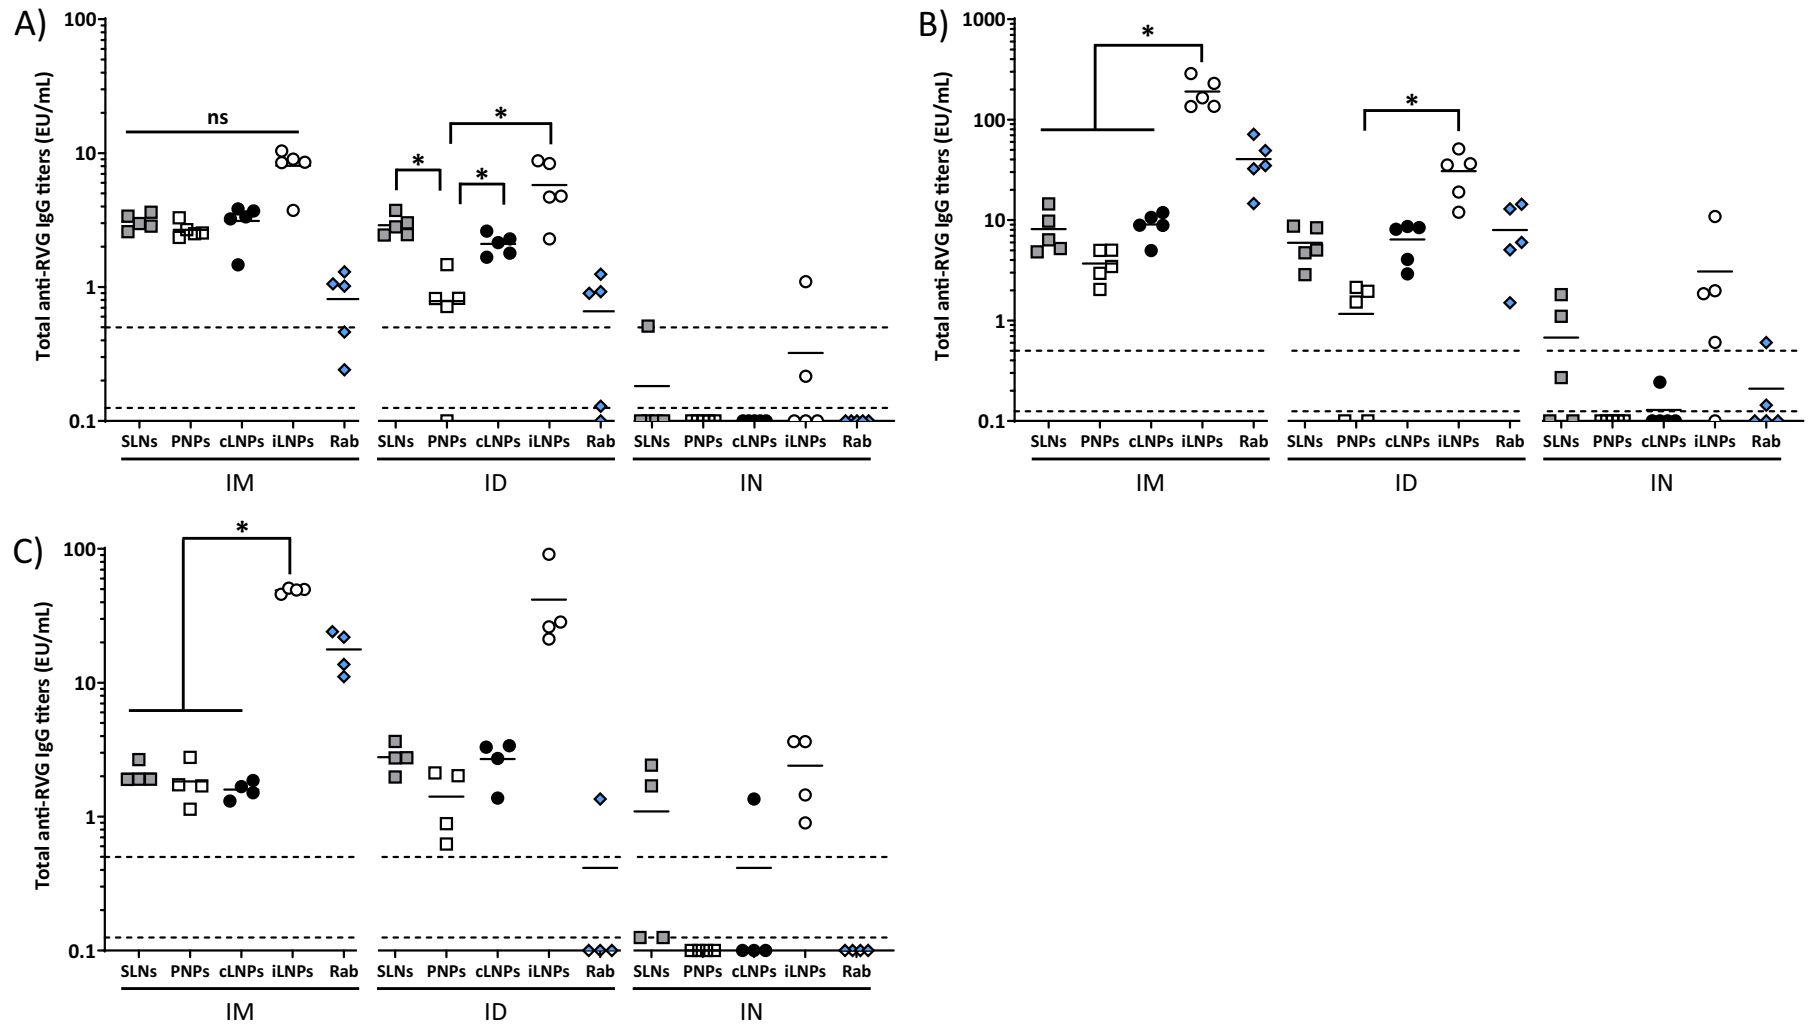 A)
Total anti-RVG IgG titers (EU/mL)
100
10
1
0.1
ns
*
*
*
SLNs PNPs cLNPs iLNPs Rab SLNs PNPs cLNPs iLNPs Rab SLNs PNPs cLNPs iLNPs Rab
IM ID IN
B)
Total anti-RVG IgG titers (EU/mL)
1000
100
10
1
0.1
*
*
SLNs PNPs cLNPs iLNPs Rab SLNs PNPs cLNPs iLNPs Rab SLNs PNPs cLNPs iLNPs Rab
IM ID IN
C)
Total anti-RVG IgG titers (EU/mL)
100
10
1
0.1
*
SLNs PNPs cLNPs iLNPs Rab SLNs PNPs cLNPs iLNPs Rab SLNs PNPs cLNPs iLNPs Rab
IM ID IN